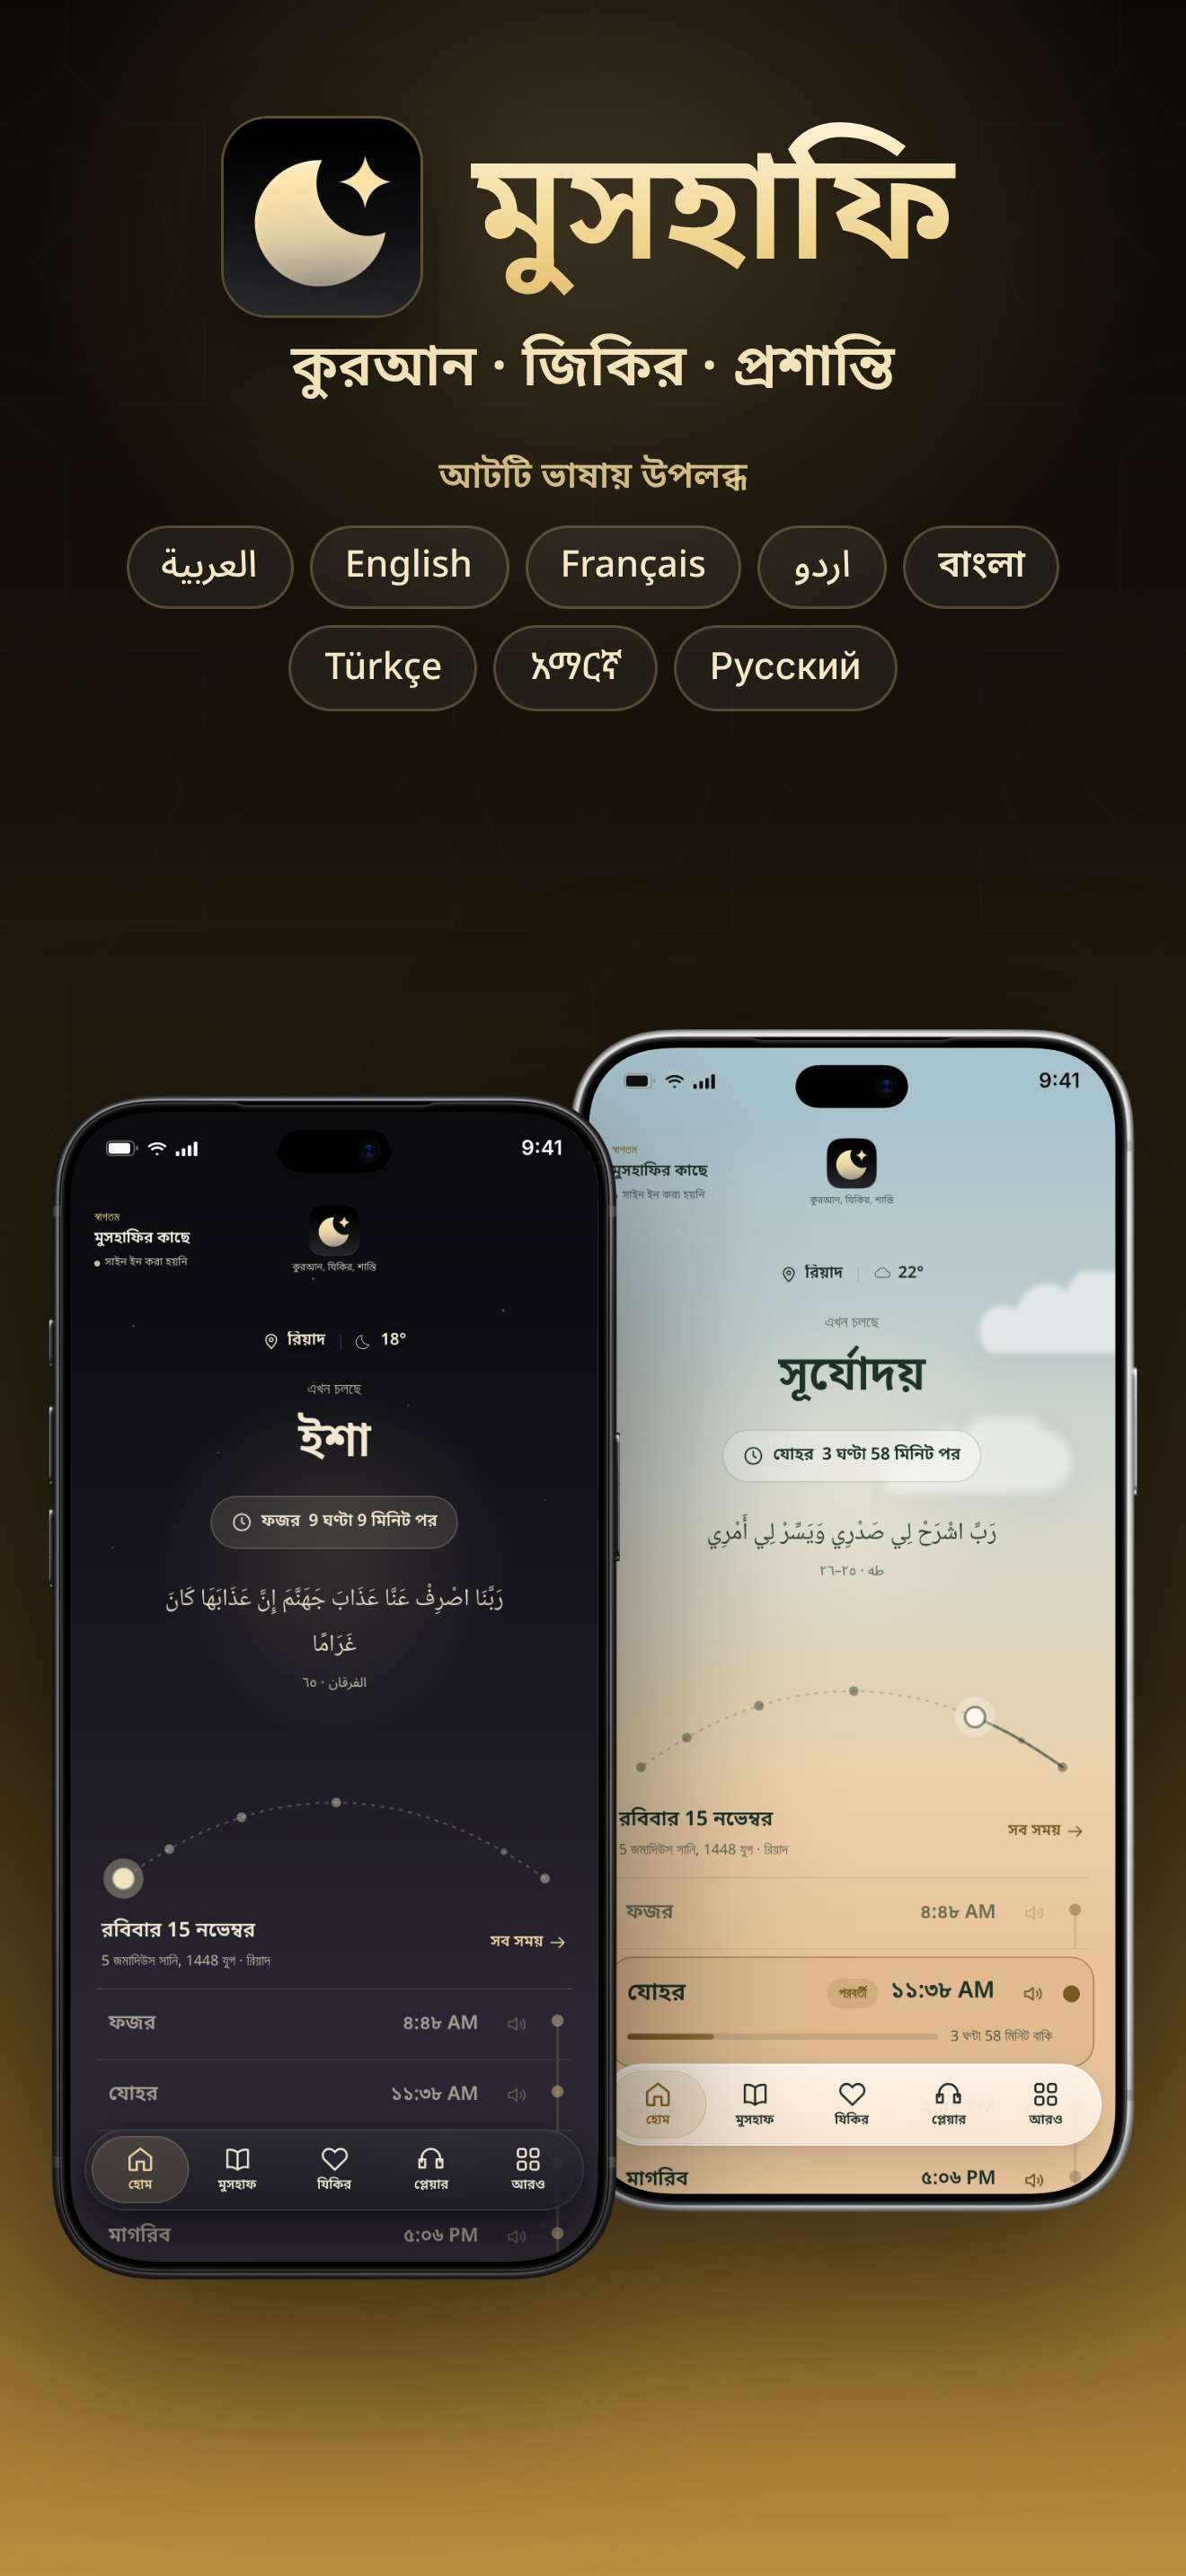 মুসহাফি
কুরআন · জিকির · প্রশান্তি
আটটি ভাষায় উপলব্ধ
العربية English Français اردو বাংলা
Türkçe አማርኛ Русский
9:41
স্বাগতম
মুসহাফির কাছে
সাইন ইন করা হয়নি
কুরআন, যিকির, শান্তি
রিয়াদ 18°
এখন চলছে
ইশা
ফজর 9 ঘণ্টা 9 মিনিট পর
رَبَّنَا اصْرِفْ عَنَّا عَذَابَ جَهَنَّمَ إِنَّ عَذَابَهَا كَانَ
غَرَامًا
الفرقان · ٦٥
রবিবার 15 নভেম্বর
সব সময় →
5 জমাদিউস সানি, 1448 যুগ · রিয়াদ
ফজর ৪:৪৮ AM
যোহর ১১:৩৮ AM
হোম মুসহাফ যিকির প্লেয়ার আরও
মাগরিব ৫:০৬ PM
9:41
স্বাগতম
মুসহাফির কাছে
সাইন ইন করা হয়নি
কুরআন, যিকির, শান্তি
রিয়াদ 22°
এখন চলছে
সূর্যোদয়
যোহর 3 ঘণ্টা 58 মিনিট পর
رَبِّ اشْرَحْ لِي صَدْرِي وَيَسِّرْ لِي أَمْرِي
طه · ٢٥-٢٦
রবিবার 15 নভেম্বর
সব সময় →
5 জমাদিউস সানি, 1448 যুগ · রিয়াদ
ফজর ৪:৪৮ AM
যোহর পরবর্তী ১১:৩৮ AM
3 ঘণ্টা 58 মিনিট বাকি
হোম মুসহাফ যিকির প্লেয়ার আরও
মাগরিব ৫:০৬ PM